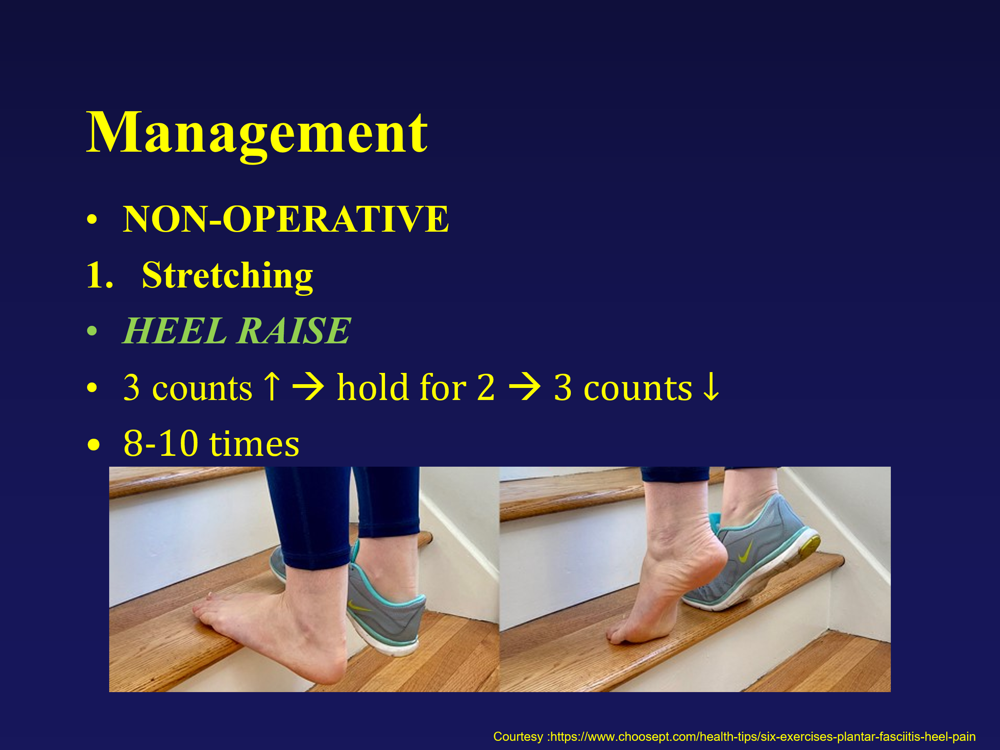 Management
• NON-OPERATIVE
1. Stretching
• HEEL RAISE
• 3 counts ↑ → hold for 2 → 3 counts ↓
• 8-10 times
Courtesy :https://www.choosept.com/health-tips/six-exercises-plantar-fasciitis-heel-pain